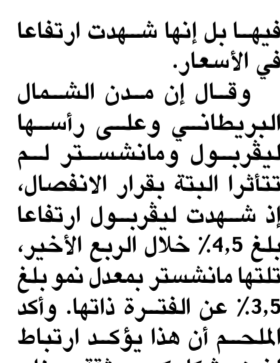 فيها بل إنها شهدت ارتفاعا
في الأسعار.
وقال إن مدن الشمال
البريطاني وعلى رأسها
ليڤربول ومانشستر لم
تتأثرا البتة بقرار الانفصال،
إذ شهدت ليڤربول ارتفاعا
بلغ 4,5٪ خلال الربع الأخير،
تلتها مانشستر بمعدل نمو بلغ
3,5٪ عن الفترة ذاتها. وأكد
الملحم أن هذا يؤكد ارتباط